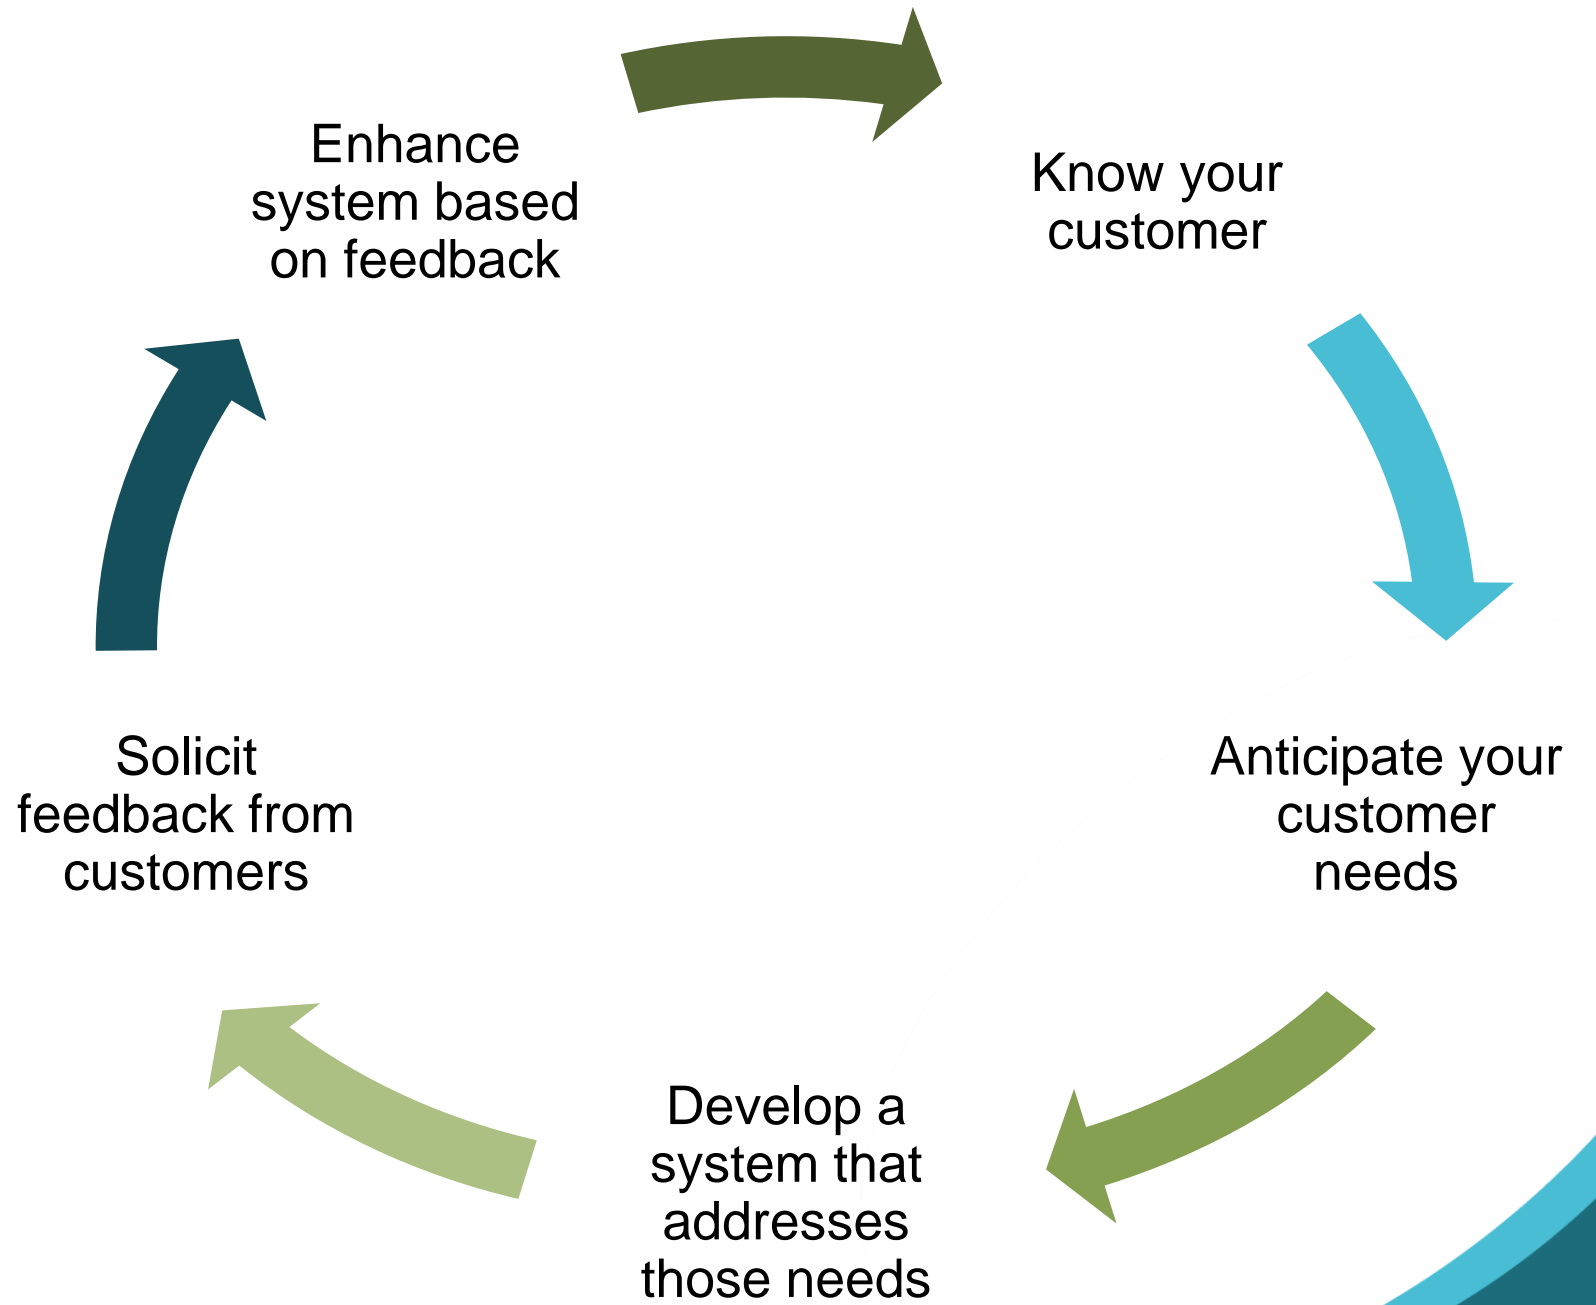 Enhance
system based
on feedback
Know your
customer
Anticipate your
customer
needs
Develop a
system that
addresses
those needs
Solicit
feedback from
customers